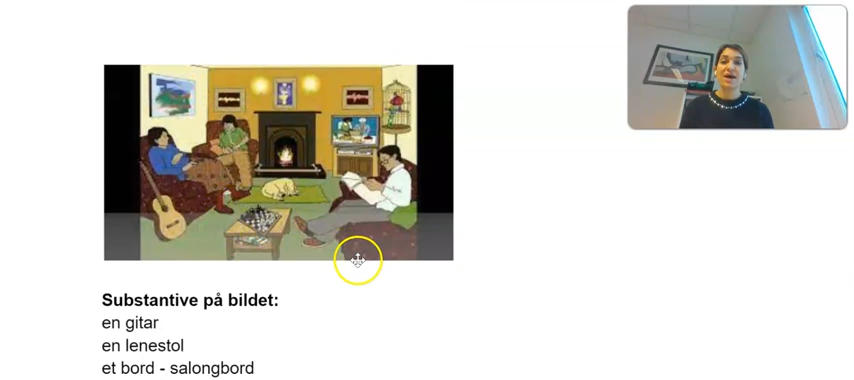 Substantive på bildet:
en gitar
en lenestol
et bord - salongbord